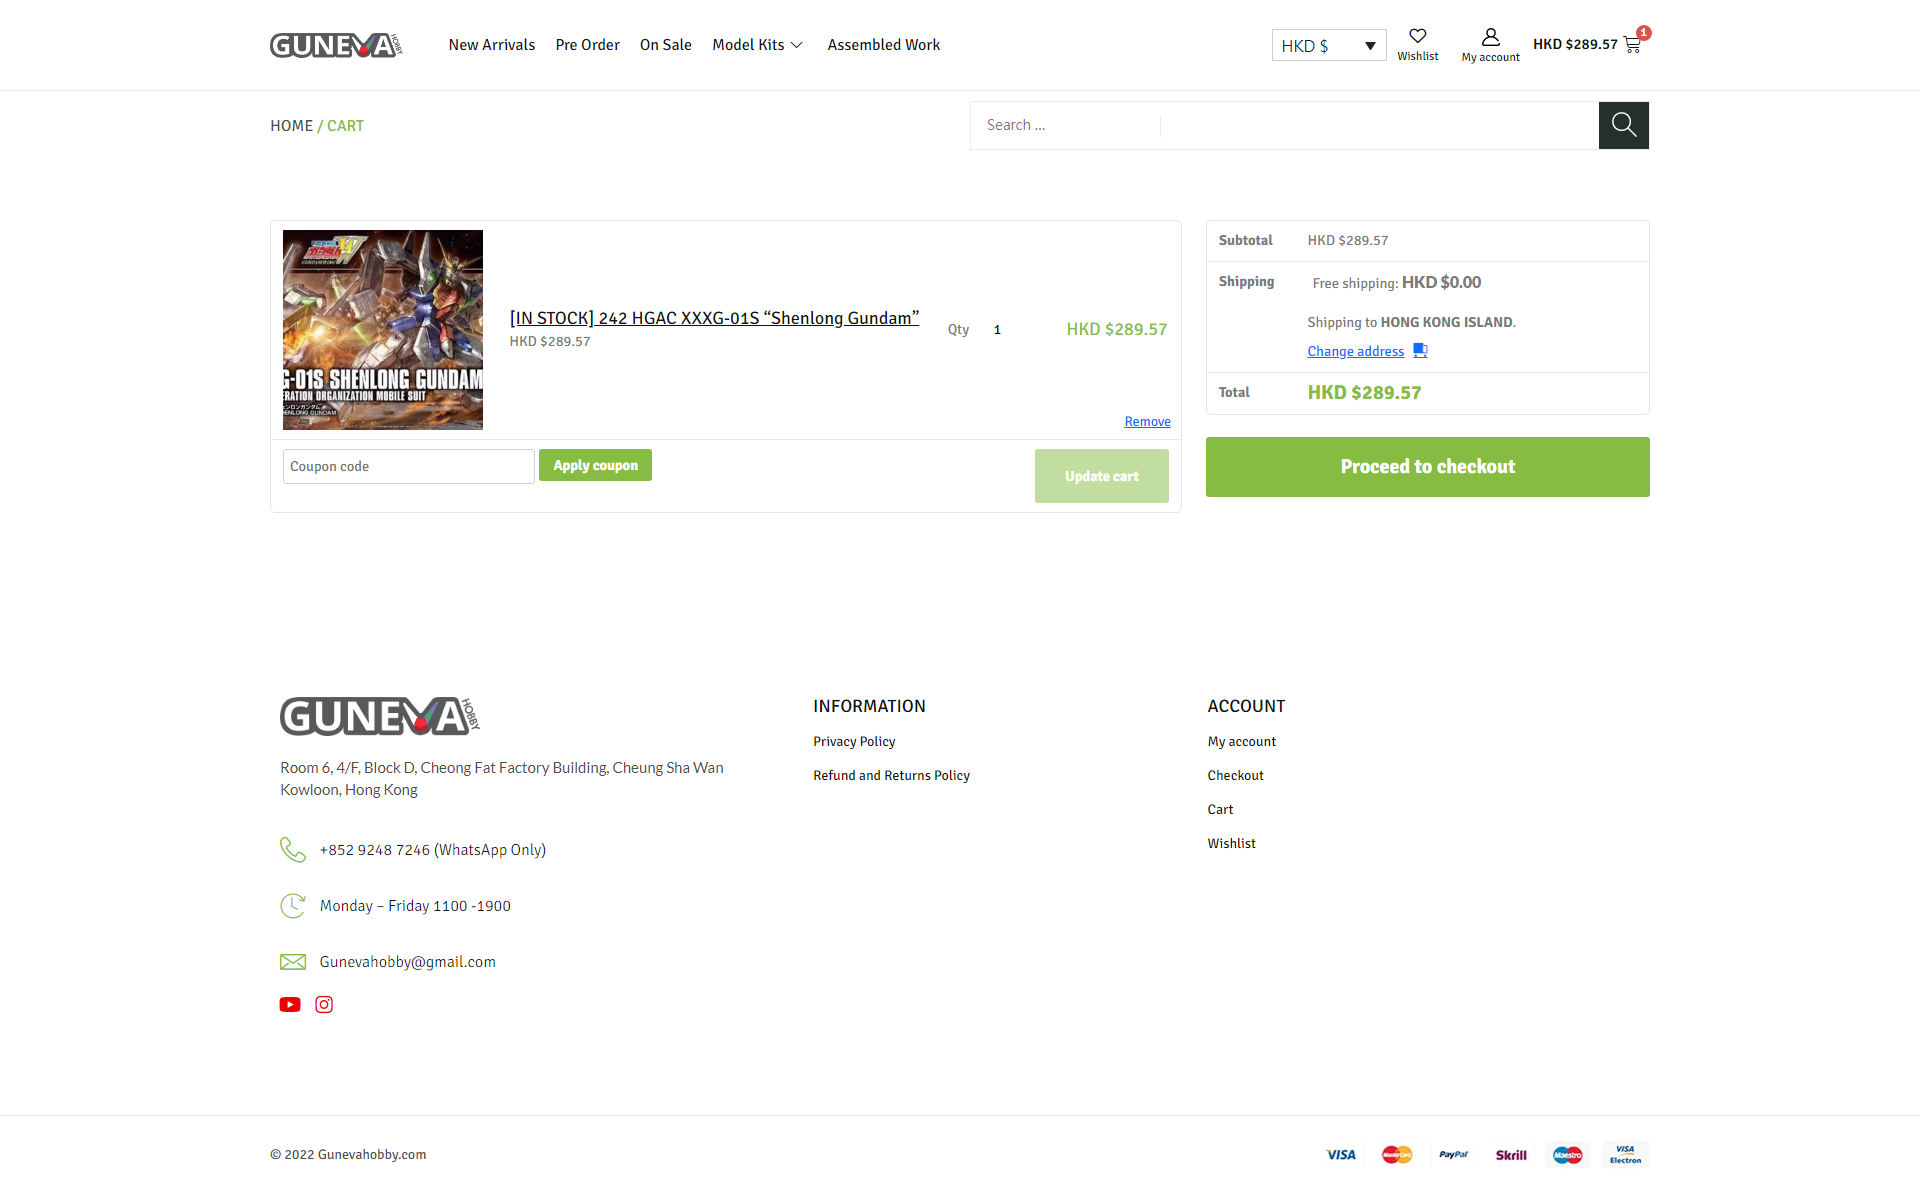 GUNEVA HOBBY
New Arrivals
Pre Order
On Sale
Model Kits
Assembled Work
HKD $
Wishlist
My account
HKD $289.57
1
HOME / CART
Search ...
[IN STOCK] 242 HGAC XXXG-01S “Shenlong Gundam”
HKD $289.57
Qty
1
HKD $289.57
G-01S SHENLONG GUNDAM
ERATION ORGANIZATION MOBILE SUIT
SHENLONG GUNDAM
Remove
Coupon code
Apply coupon
Update cart
Subtotal
HKD $289.57
Shipping
Free shipping: HKD $0.00
Shipping to HONG KONG ISLAND.
Change address
Total
HKD $289.57
Proceed to checkout
GUNEVA HOBBY
Room 6, 4/F, Block D, Cheong Fat Factory Building, Cheung Sha Wan
Kowloon, Hong Kong
+852 9248 7246 (WhatsApp Only)
Monday – Friday 1100 -1900
Gunevahobby@gmail.com
INFORMATION
Privacy Policy
Refund and Returns Policy
ACCOUNT
My account
Checkout
Cart
Wishlist
© 2022 Gunevahobby.com
VISA
MasterCard
PayPal
Skrill
Maestro
VISA
Electron